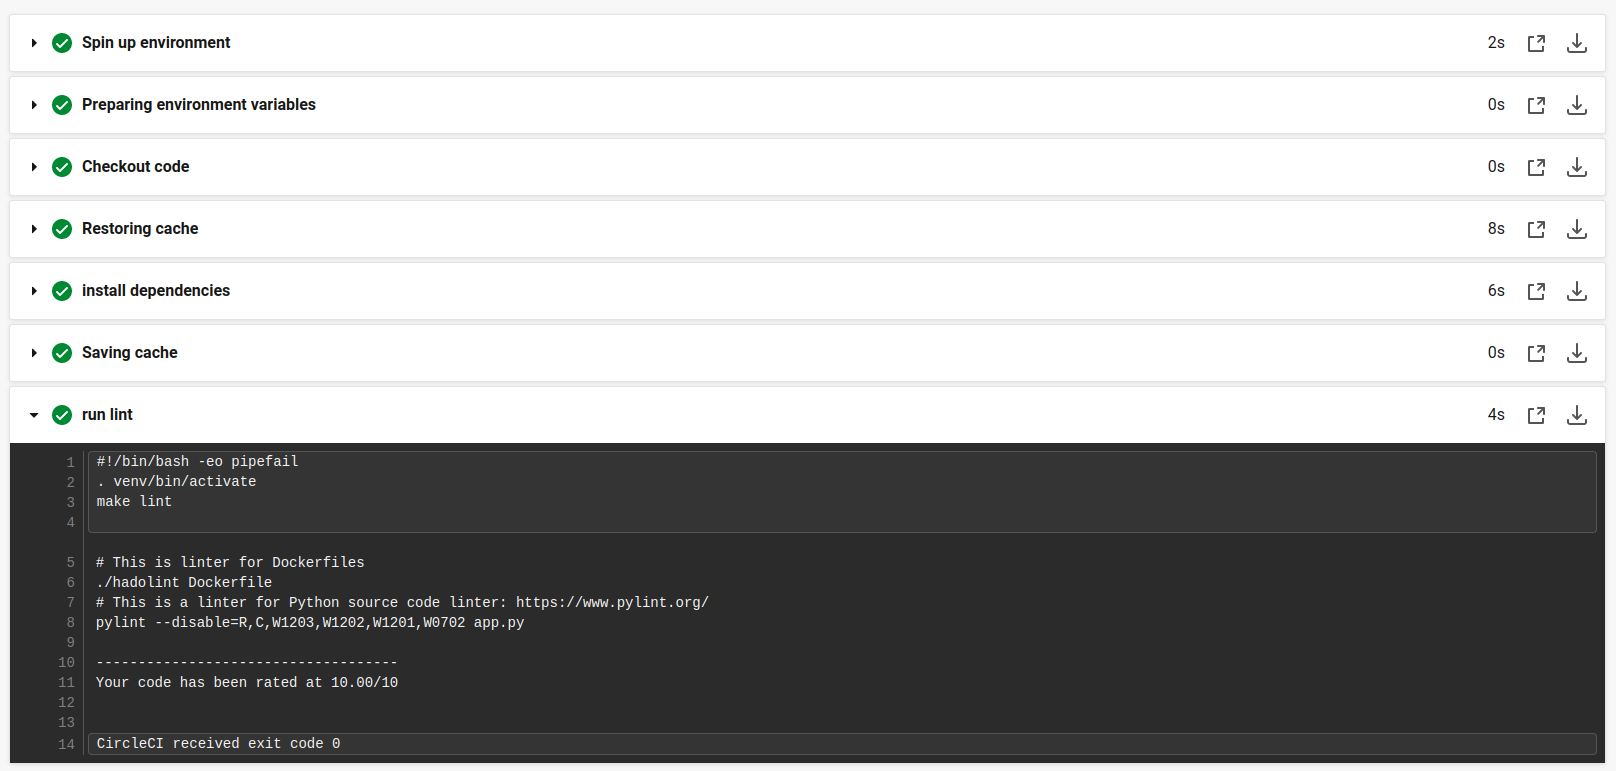 Spin up environment 2s
Preparing environment variables 0s
Checkout code 0s
Restoring cache 8s
install dependencies 6s
Saving cache 0s
run lint 4s
1 #!/bin/bash -eo pipefail
2 . venv/bin/activate
3 make lint
4
5 # This is linter for Dockerfiles
6 ./hadolint Dockerfile
7 # This is a linter for Python source code linter: https://www.pylint.org/
8 pylint --disable=R,C,W1203,W1202,W1201,W0702 app.py
9
10 ------------------------------------
11 Your code has been rated at 10.00/10
12
13
14 CircleCI received exit code 0